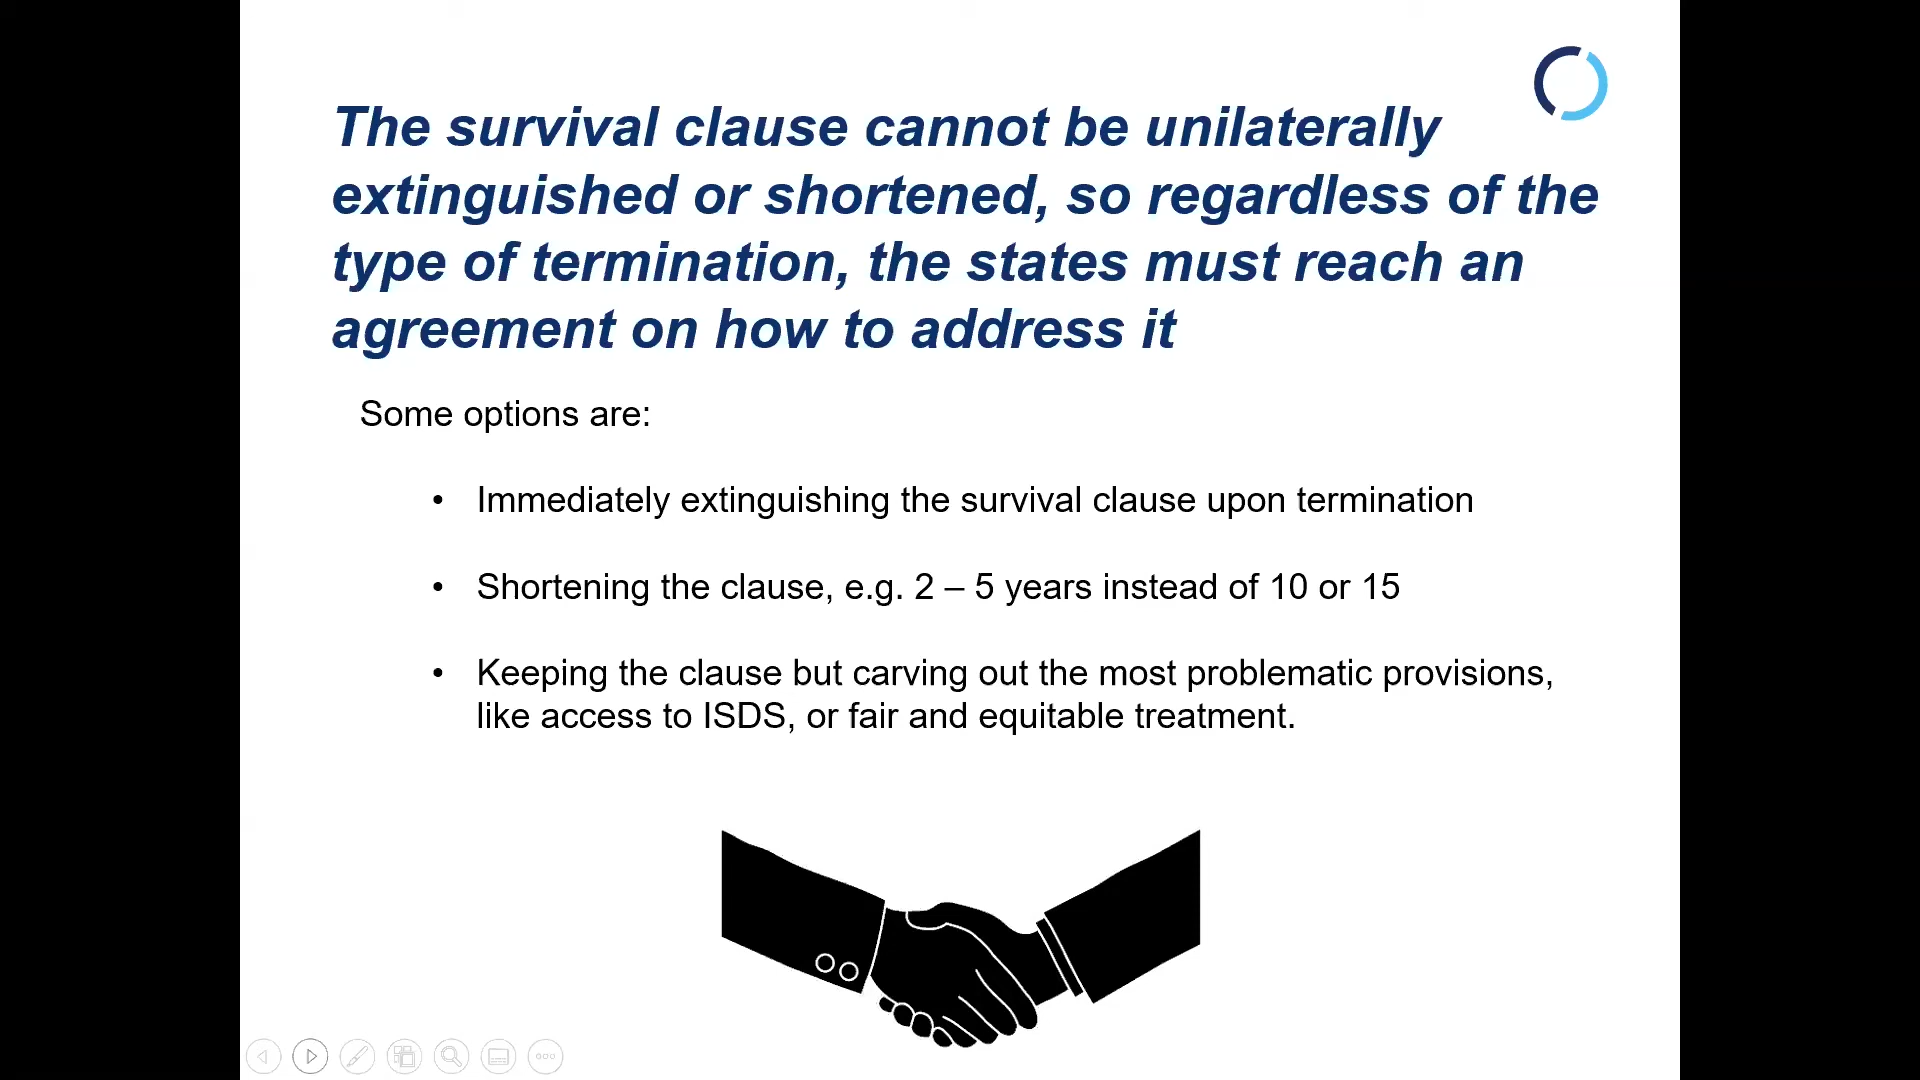 The survival clause cannot be unilaterally
extinguished or shortened, so regardless of the
type of termination, the states must reach an
agreement on how to address it
Some options are:
• Immediately extinguishing the survival clause upon termination
• Shortening the clause, e.g. 2 – 5 years instead of 10 or 15
• Keeping the clause but carving out the most problematic provisions,
like access to ISDS, or fair and equitable treatment.